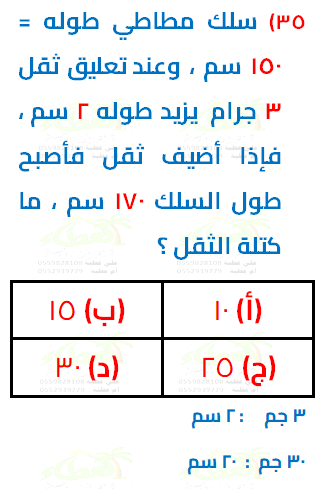 ٣٥) سلك مطاطي طوله =
١٥٠ سم ، وعند تعليق ثقل
٣ جرام يزيد طوله ٢ سم ،
فإذا أضيف ثقل فأصبح
طول السلك ١٧٠ سم ، ما
كتلة الثقل ؟
(أ) ١٠
(ب) ١٥
(ج) ٢٥
(د) ٣٠
٣ جم : ٢ سم
٣٠ جم : ٢٠ سم